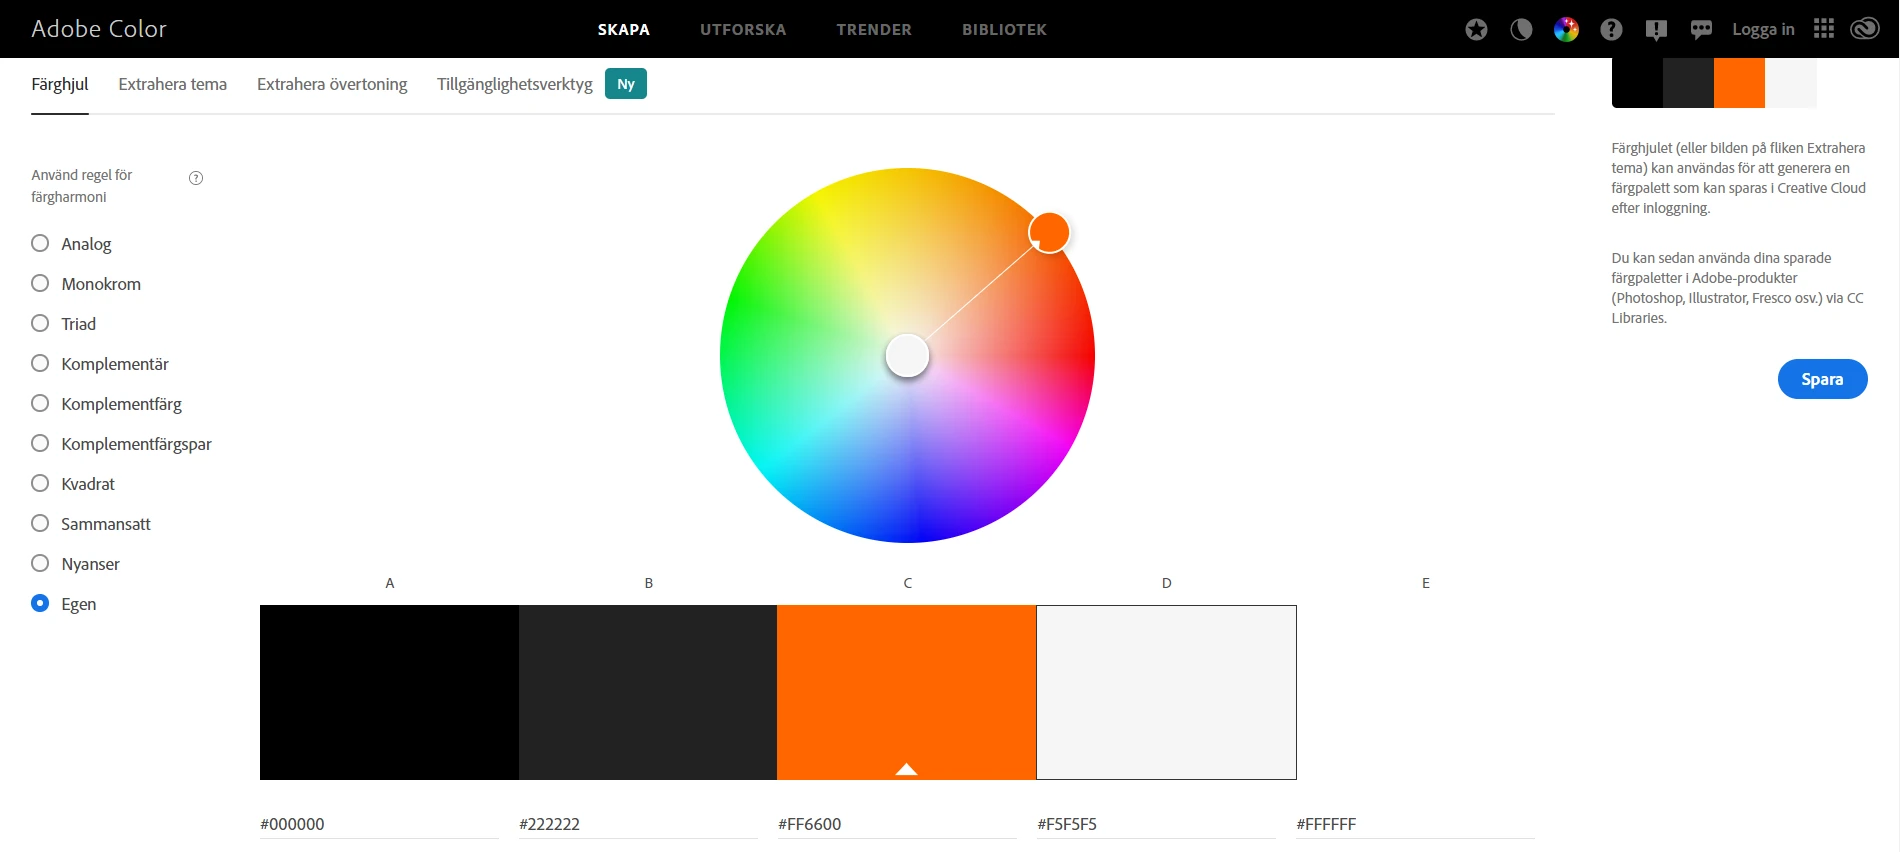 Adobe Color
SKAPA UTFORSKA TRENDER BIBLIOTEK
Logga in
Färghjul Extrahera tema Extrahera övertoning Tillgänglighetsverktyg Ny
Använd regel för
färgharmoni
?
Analog
Monokrom
Triad
Komplementär
Komplementfärg
Komplementfärgspar
Kvadrat
Sammansatt
Nyanser
Egen
A B C D E
#000000 #222222 #FF6600 #F5F5F5 #FFFFFF
Färghjulet (eller bilden på fliken Extrahera
tema) kan användas för att generera en
färgpalett som kan sparas i Creative Cloud
efter inloggning.
Du kan sedan använda dina sparade
färgpaletter i Adobe-produkter
(Photoshop, Illustrator, Fresco osv.) via CC
Libraries.
Spara